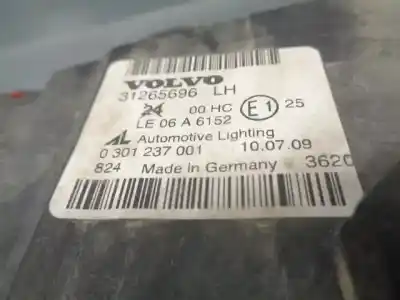 VOLVO
31265696 LH
24 00 HC E1 25
LE 06 A 6152
AL Automotive Lighting
0 301 237 001 10.07.09
824 Made in Germany 3620